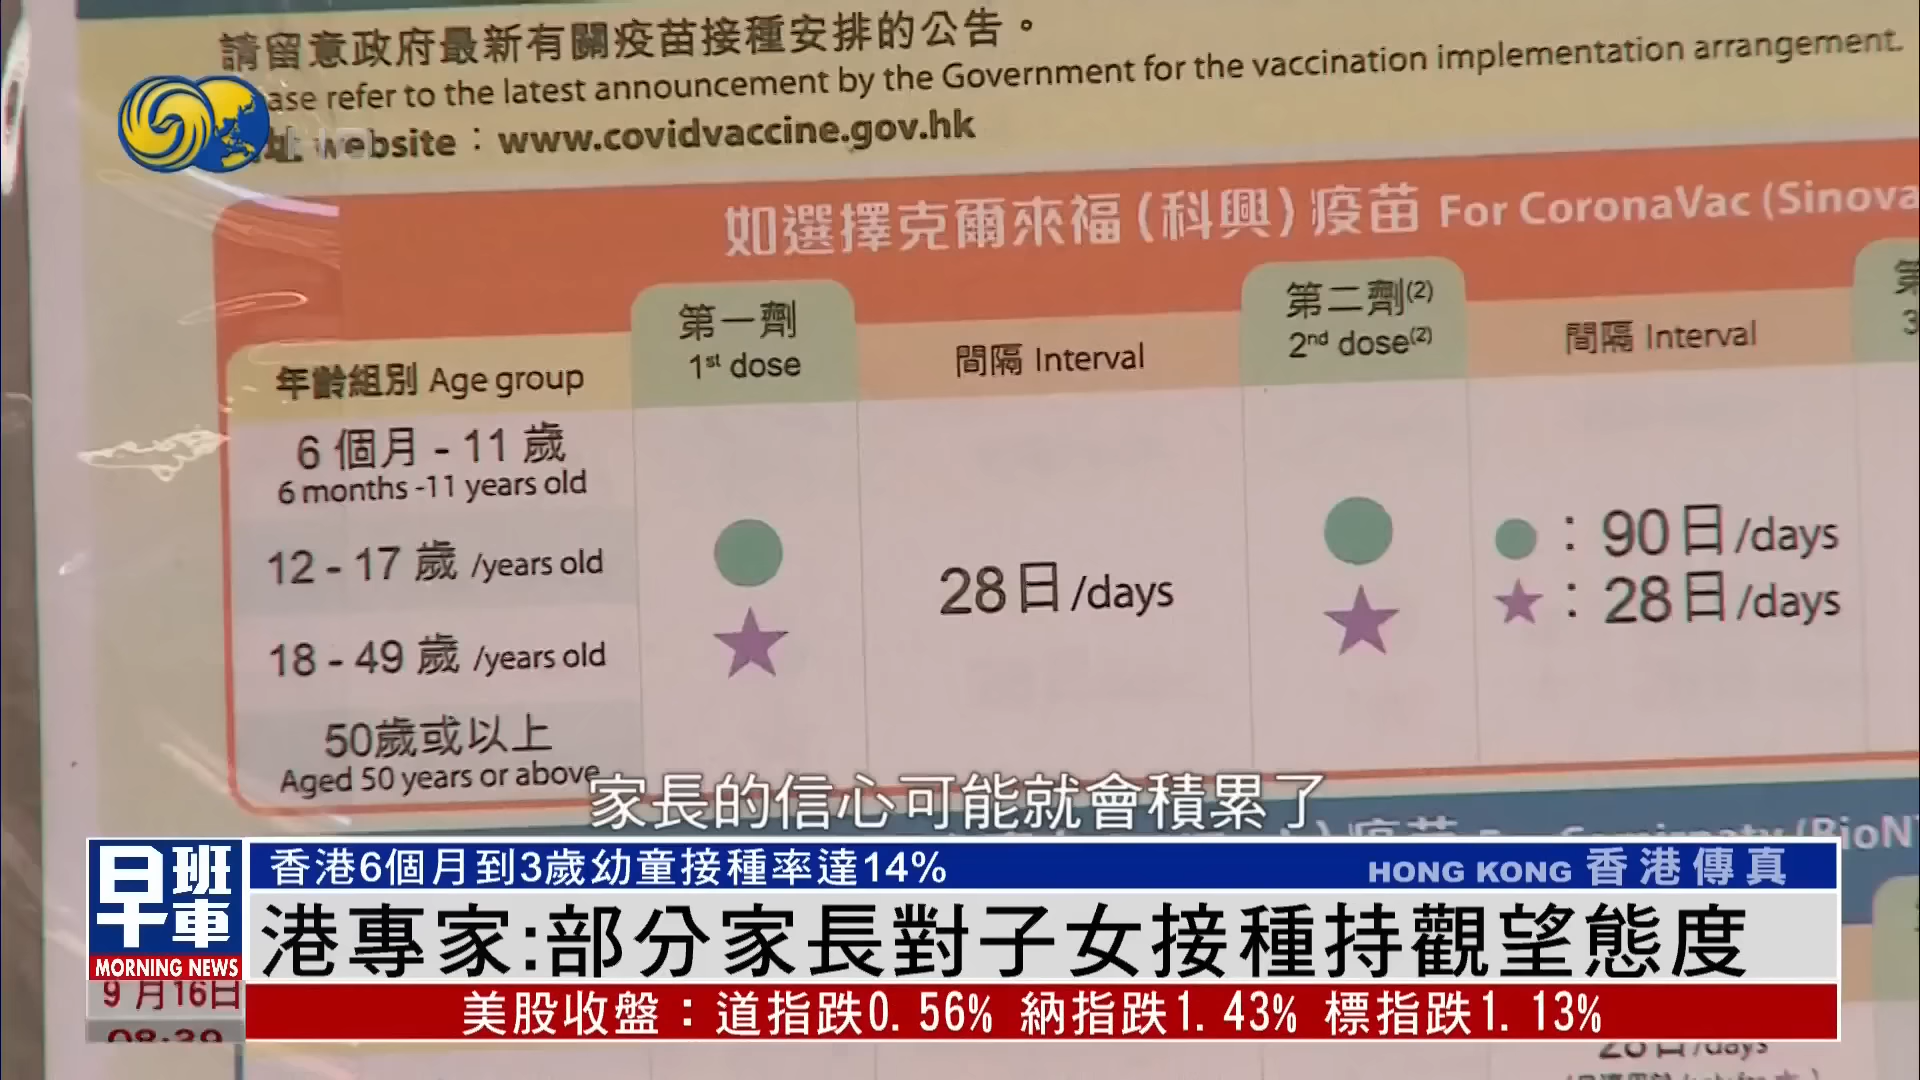 請留意政府最新有關疫苗接種安排的公告。
ase refer to the latest announcement by the Government for the vaccination implementation arrangement.
址 website：www.covidvaccine.gov.hk
如選擇克爾來福(科興)疫苗 For CoronaVac (Sinova
第一劑
1st dose
第二劑(2)
2nd dose(2)
年齡組別 Age group
間隔 Interval
間隔 Interval
6 個月 - 11 歲
6 months -11 years old
12 - 17 歲 /years old
18 - 49 歲 /years old
50歲或以上
Aged 50 years or above
28日/days
：90日/days
：28日/days
家長的信心可能就會積累了
早班車
MORNING NEWS
9月16日
08:39
香港6個月到3歲幼童接種率達14%
HONG KONG 香港傳真
港專家:部分家長對子女接種持觀望態度
美股收盤：道指跌0.56% 納指跌1.43% 標指跌1.13%